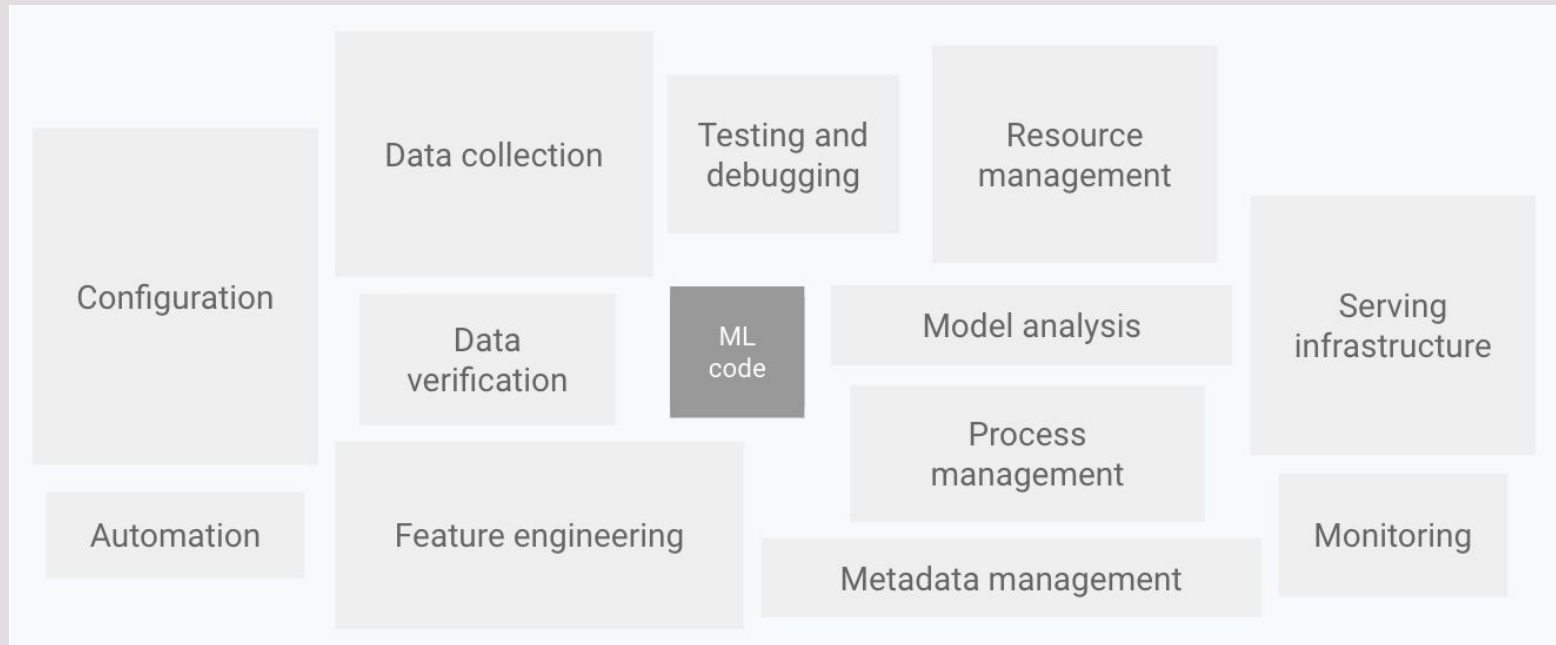 Data collection
Testing and
debugging
Resource
management
Configuration
Data
verification
ML
code
Model analysis
Serving
infrastructure
Process
management
Automation
Feature engineering
Metadata management
Monitoring